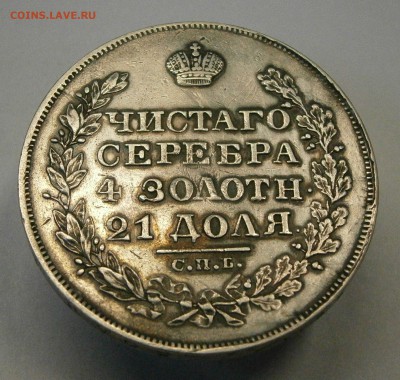 COINS.LAVE.RU
ЧИСТАГО
СЕРЕБРА
4 ЗОЛОТН.
21 ДОЛЯ.
С.П.Б.